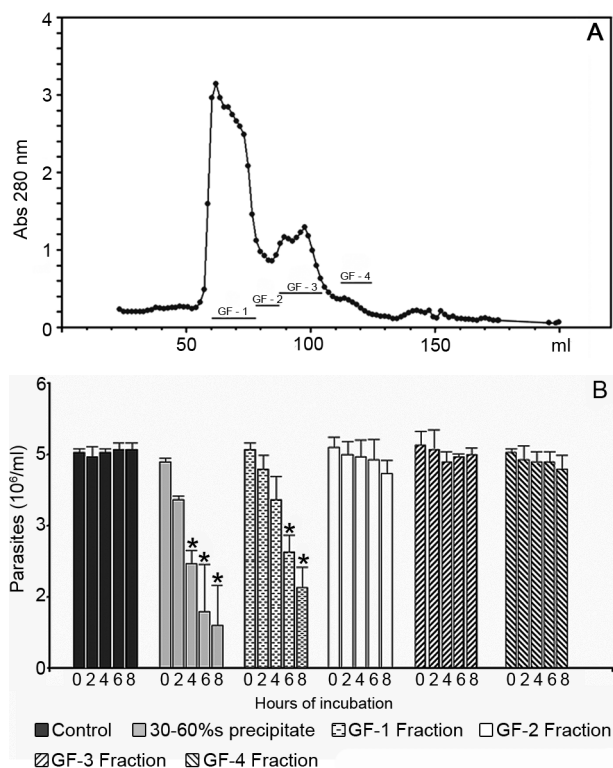 A
4
3
2
1
0
Abs 280 nm
GF - 1
GF - 2
GF - 3
GF - 4
50
100
150
ml
B
6
5
3
2
0
Parasites (10⁶/ml)
*
*
*
*
*
0 2 4 6 8 0 2 4 6 8 0 2 4 6 8 0 2 4 6 8 0 2 4 6 8 0 2 4 6 8
Hours of incubation
Control 30-60%s precipitate GF-1 Fraction GF-2 Fraction
GF-3 Fraction GF-4 Fraction